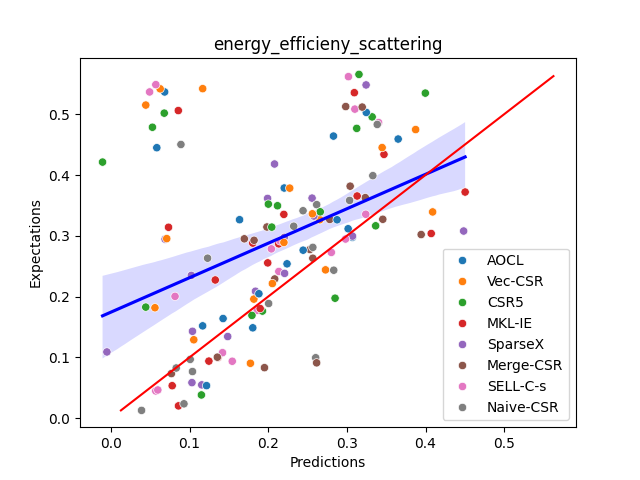 energy_efficieny_scattering
Expectations
0.5
0.4
0.3
0.2
0.1
0.0
0.0 0.1 0.2 0.3 0.4 0.5
Predictions
AOCL
Vec-CSR
CSR5
MKL-IE
SparseX
Merge-CSR
SELL-C-s
Naive-CSR